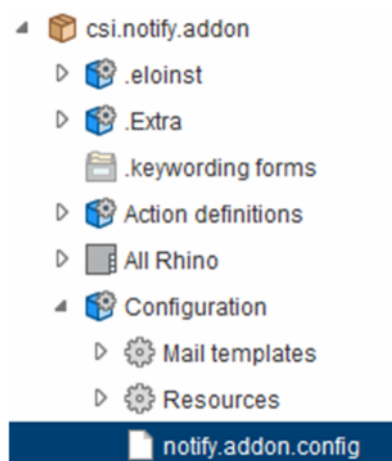 csi.notify.addon
.eloinst
.Extra
.keywording forms
Action definitions
All Rhino
Configuration
Mail templates
Resources
notify.addon.config